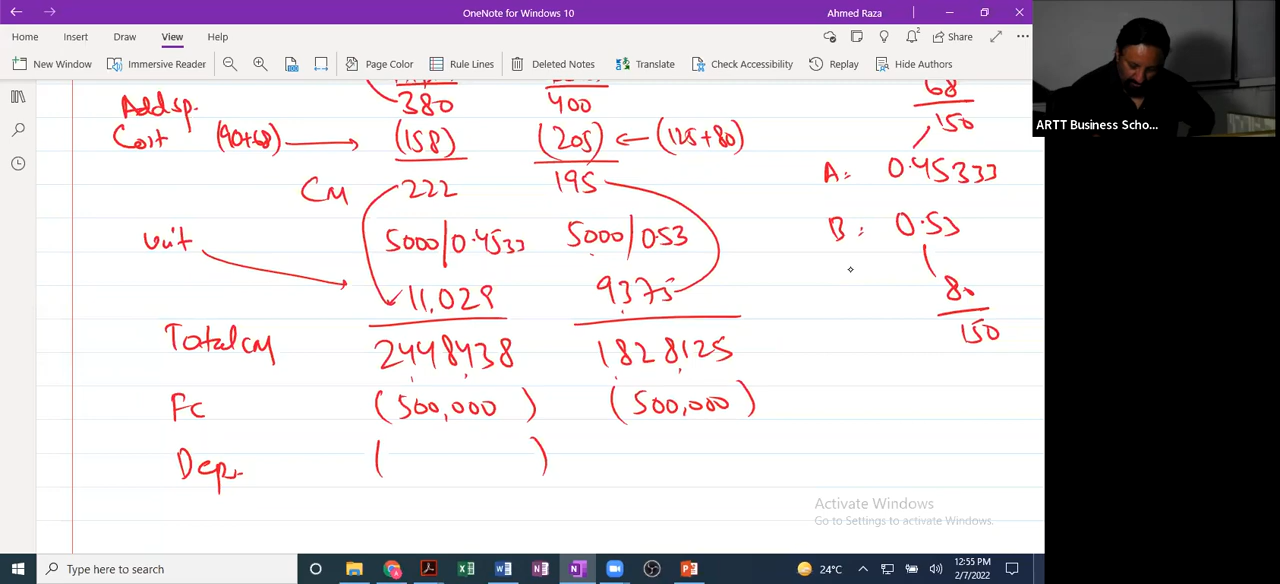 OneNote for Windows 10
Ahmed Raza
Home Insert Draw View Help
Share
New Window Immersive Reader Page Color Rule Lines Deleted Notes Translate Check Accessibility Replay Hide Authors
ARTT Business Scho...
Add sp. 380 400 68
Cost (90+68) (158) (205) (125+80) 150
CM 222 195 A: 0.45333
Unit 5000/0.4533 5000/0.53 B: 0.53
11,029 9375 80
Total CM 2448438 1828125 150
FC (500,000) (500,000)
Dep. ( )
Activate Windows
Go to Settings to activate Windows.
Type here to search
24°C
12:55 PM
2/7/2022